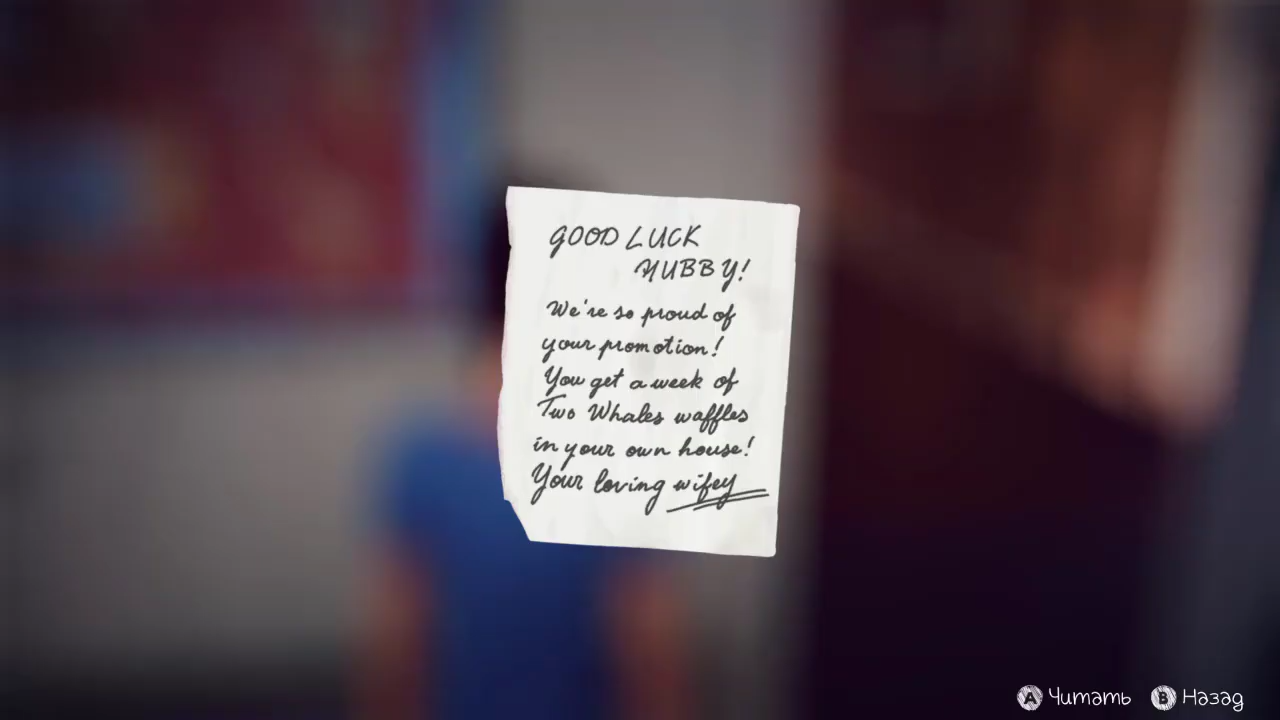 GOOD LUCK
HUBBY!
We're so proud of
your promotion!
You get a week of
Two Whales waffles
in your own house!
Your loving wifey
A Читать B Назад